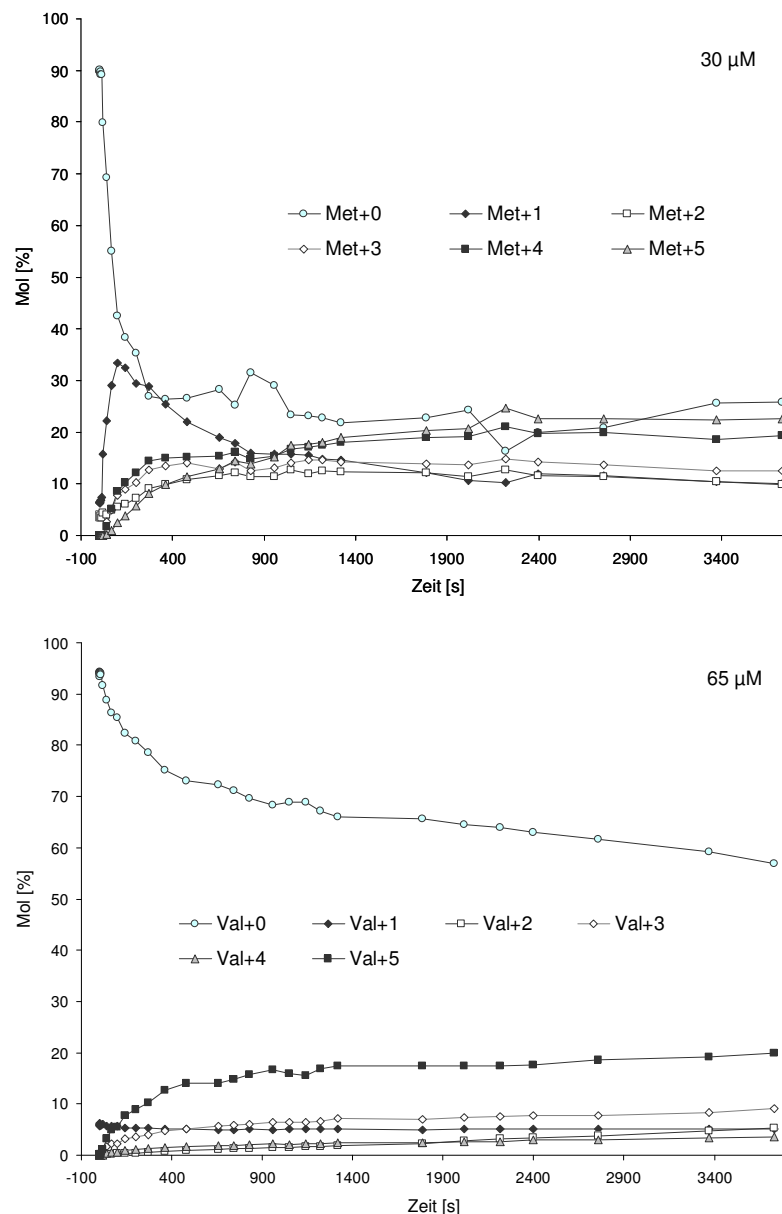 100
30 µM
90
80
70
Met+0 Met+1 Met+2
60
Met+3 Met+4 Met+5
Mol [%]
50
40
30
20
10
0
-100 400 900 1400 1900 2400 2900 3400
Zeit [s]
100
65 µM
90
80
70
60
Mol [%]
50
Val+0 Val+1 Val+2 Val+3
40
Val+4 Val+5
30
20
10
0
-100 400 900 1400 1900 2400 2900 3400
Zeit [s]